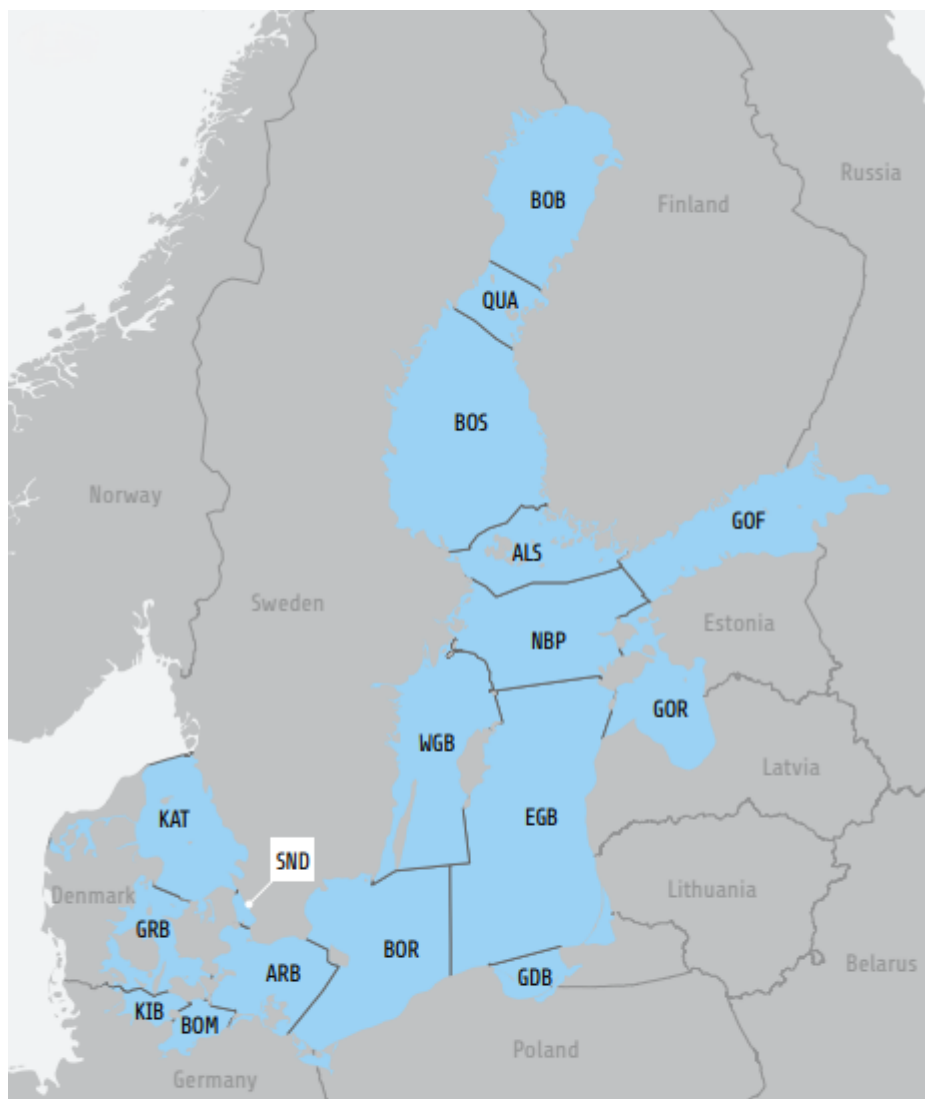 Russia
BOB
Finland
QUA
BOS
Norway
GOF
ALS
Sweden
Estonia
NBP
GOR
WGB
Latvia
KAT
EGB
SND
Denmark
Lithuania
GRB
BOR
ARB
Belarus
GDB
KIB
BOM
Poland
Germany